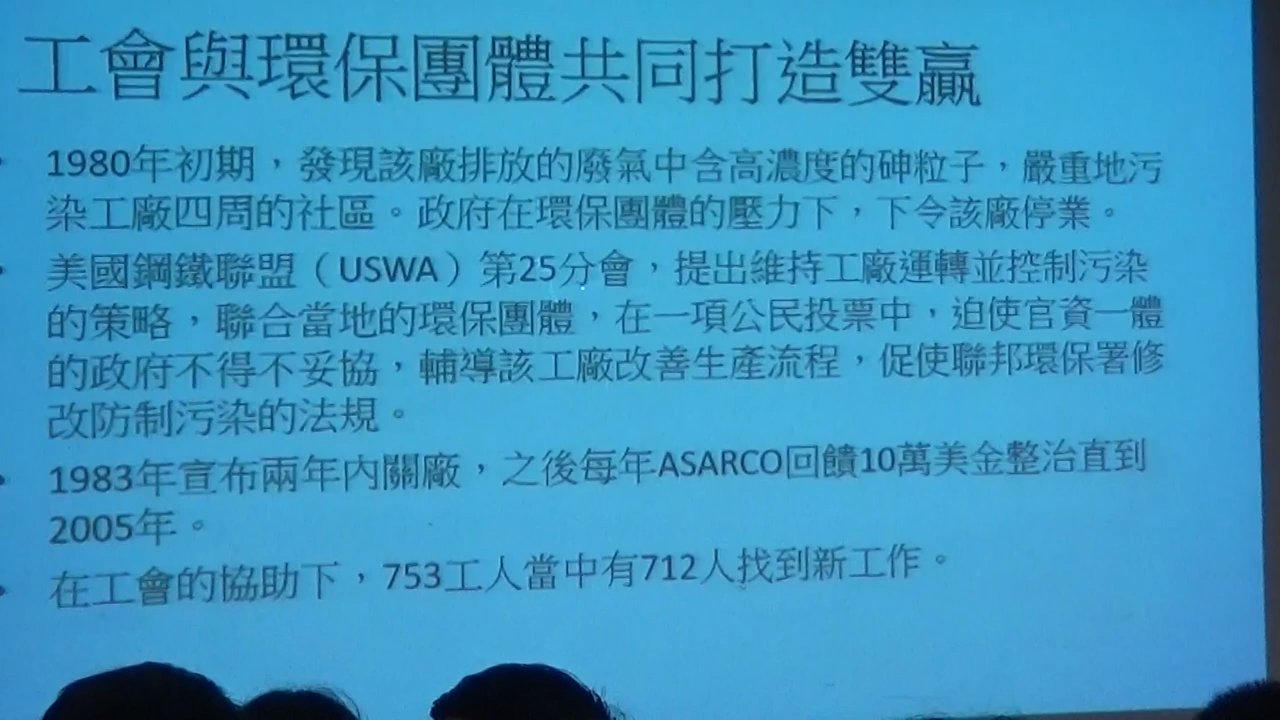 工會與環保團體共同打造雙贏
1980年初期，發現該廠排放的廢氣中含高濃度的砷粒子，嚴重地污
染工廠四周的社區。政府在環保團體的壓力下，下令該廠停業。
美國鋼鐵聯盟（USWA）第25分會，提出維持工廠運轉並控制污染
的策略，聯合當地的環保團體，在一項公民投票中，迫使官資一體
的政府不得不妥協，輔導該工廠改善生產流程，促使聯邦環保署修
改防制污染的法規。
1983年宣布兩年內關廠，之後每年ASARCO回饋10萬美金整治直到
2005年。
在工會的協助下，753工人當中有712人找到新工作。